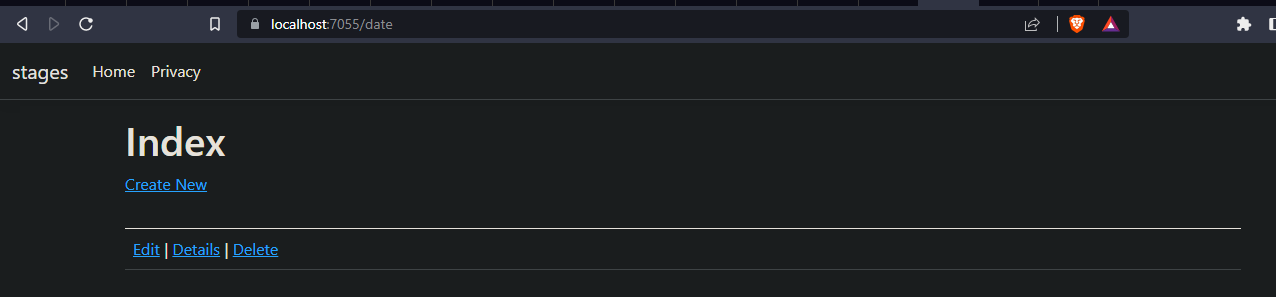 localhost:7055/date
stages Home Privacy
Index
Create New
Edit | Details | Delete